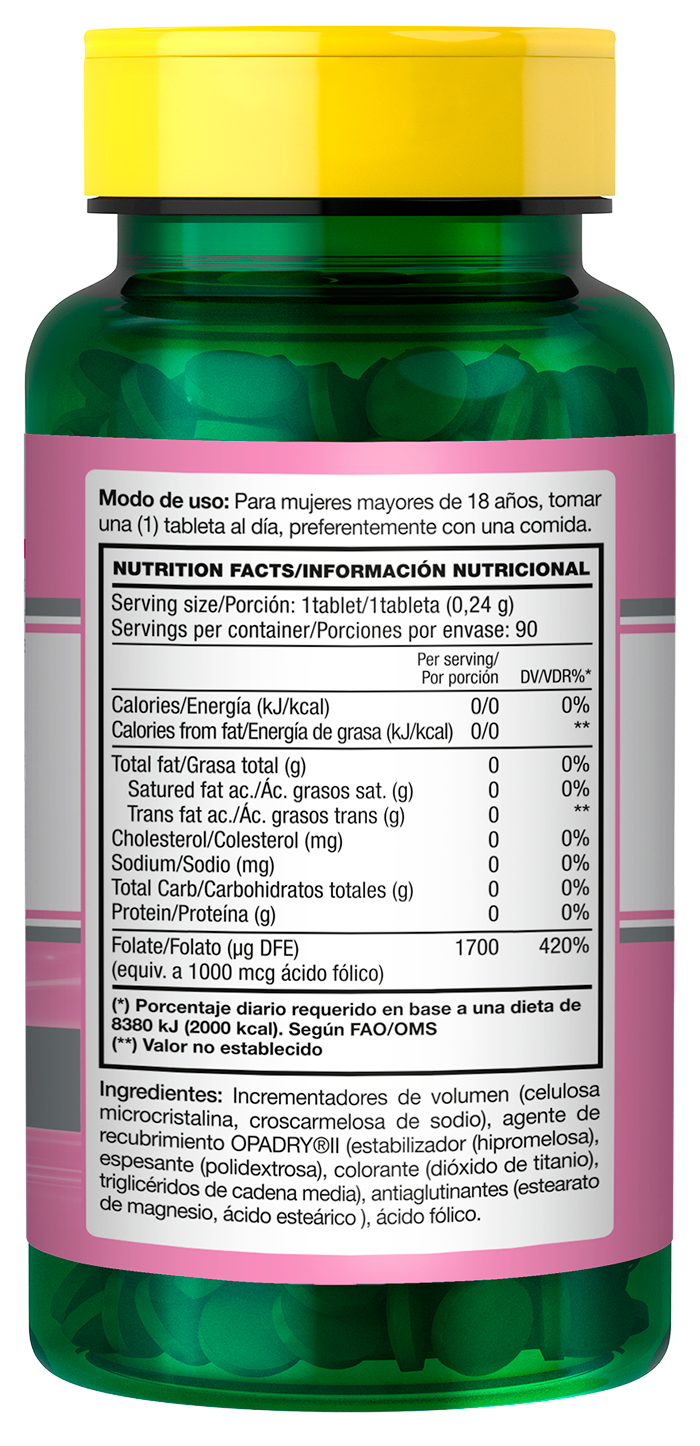 Modo de uso: Para mujeres mayores de 18 años, tomar
una (1) tableta al día, preferentemente con una comida.
NUTRITION FACTS/INFORMACIÓN NUTRICIONAL
Serving size/Porción: 1tablet/1tableta (0,24 g)
Servings per container/Porciones por envase: 90
Per serving/
Por porción DV/VDR%*
Calories/Energía (kJ/kcal) 0/0 0%
Calories from fat/Energía de grasa (kJ/kcal) 0/0 **
Total fat/Grasa total (g) 0 0%
Satured fat ac./Ác. grasos sat. (g) 0 0%
Trans fat ac./Ác. grasos trans (g) 0 **
Cholesterol/Colesterol (mg) 0 0%
Sodium/Sodio (mg) 0 0%
Total Carb/Carbohidratos totales (g) 0 0%
Protein/Proteína (g) 0 0%
Folate/Folato (µg DFE) 1700 420%
(equiv. a 1000 mcg ácido fólico)
(*) Porcentaje diario requerido en base a una dieta de
8380 kJ (2000 kcal). Según FAO/OMS
(**) Valor no establecido
Ingredientes: Incrementadores de volumen (celulosa
microcristalina, croscarmelosa de sodio), agente de
recubrimiento OPADRY®II (estabilizador (hipromelosa),
espesante (polidextrosa), colorante (dióxido de titanio),
triglicéridos de cadena media), antiaglutinantes (estearato
de magnesio, ácido esteárico ), ácido fólico.